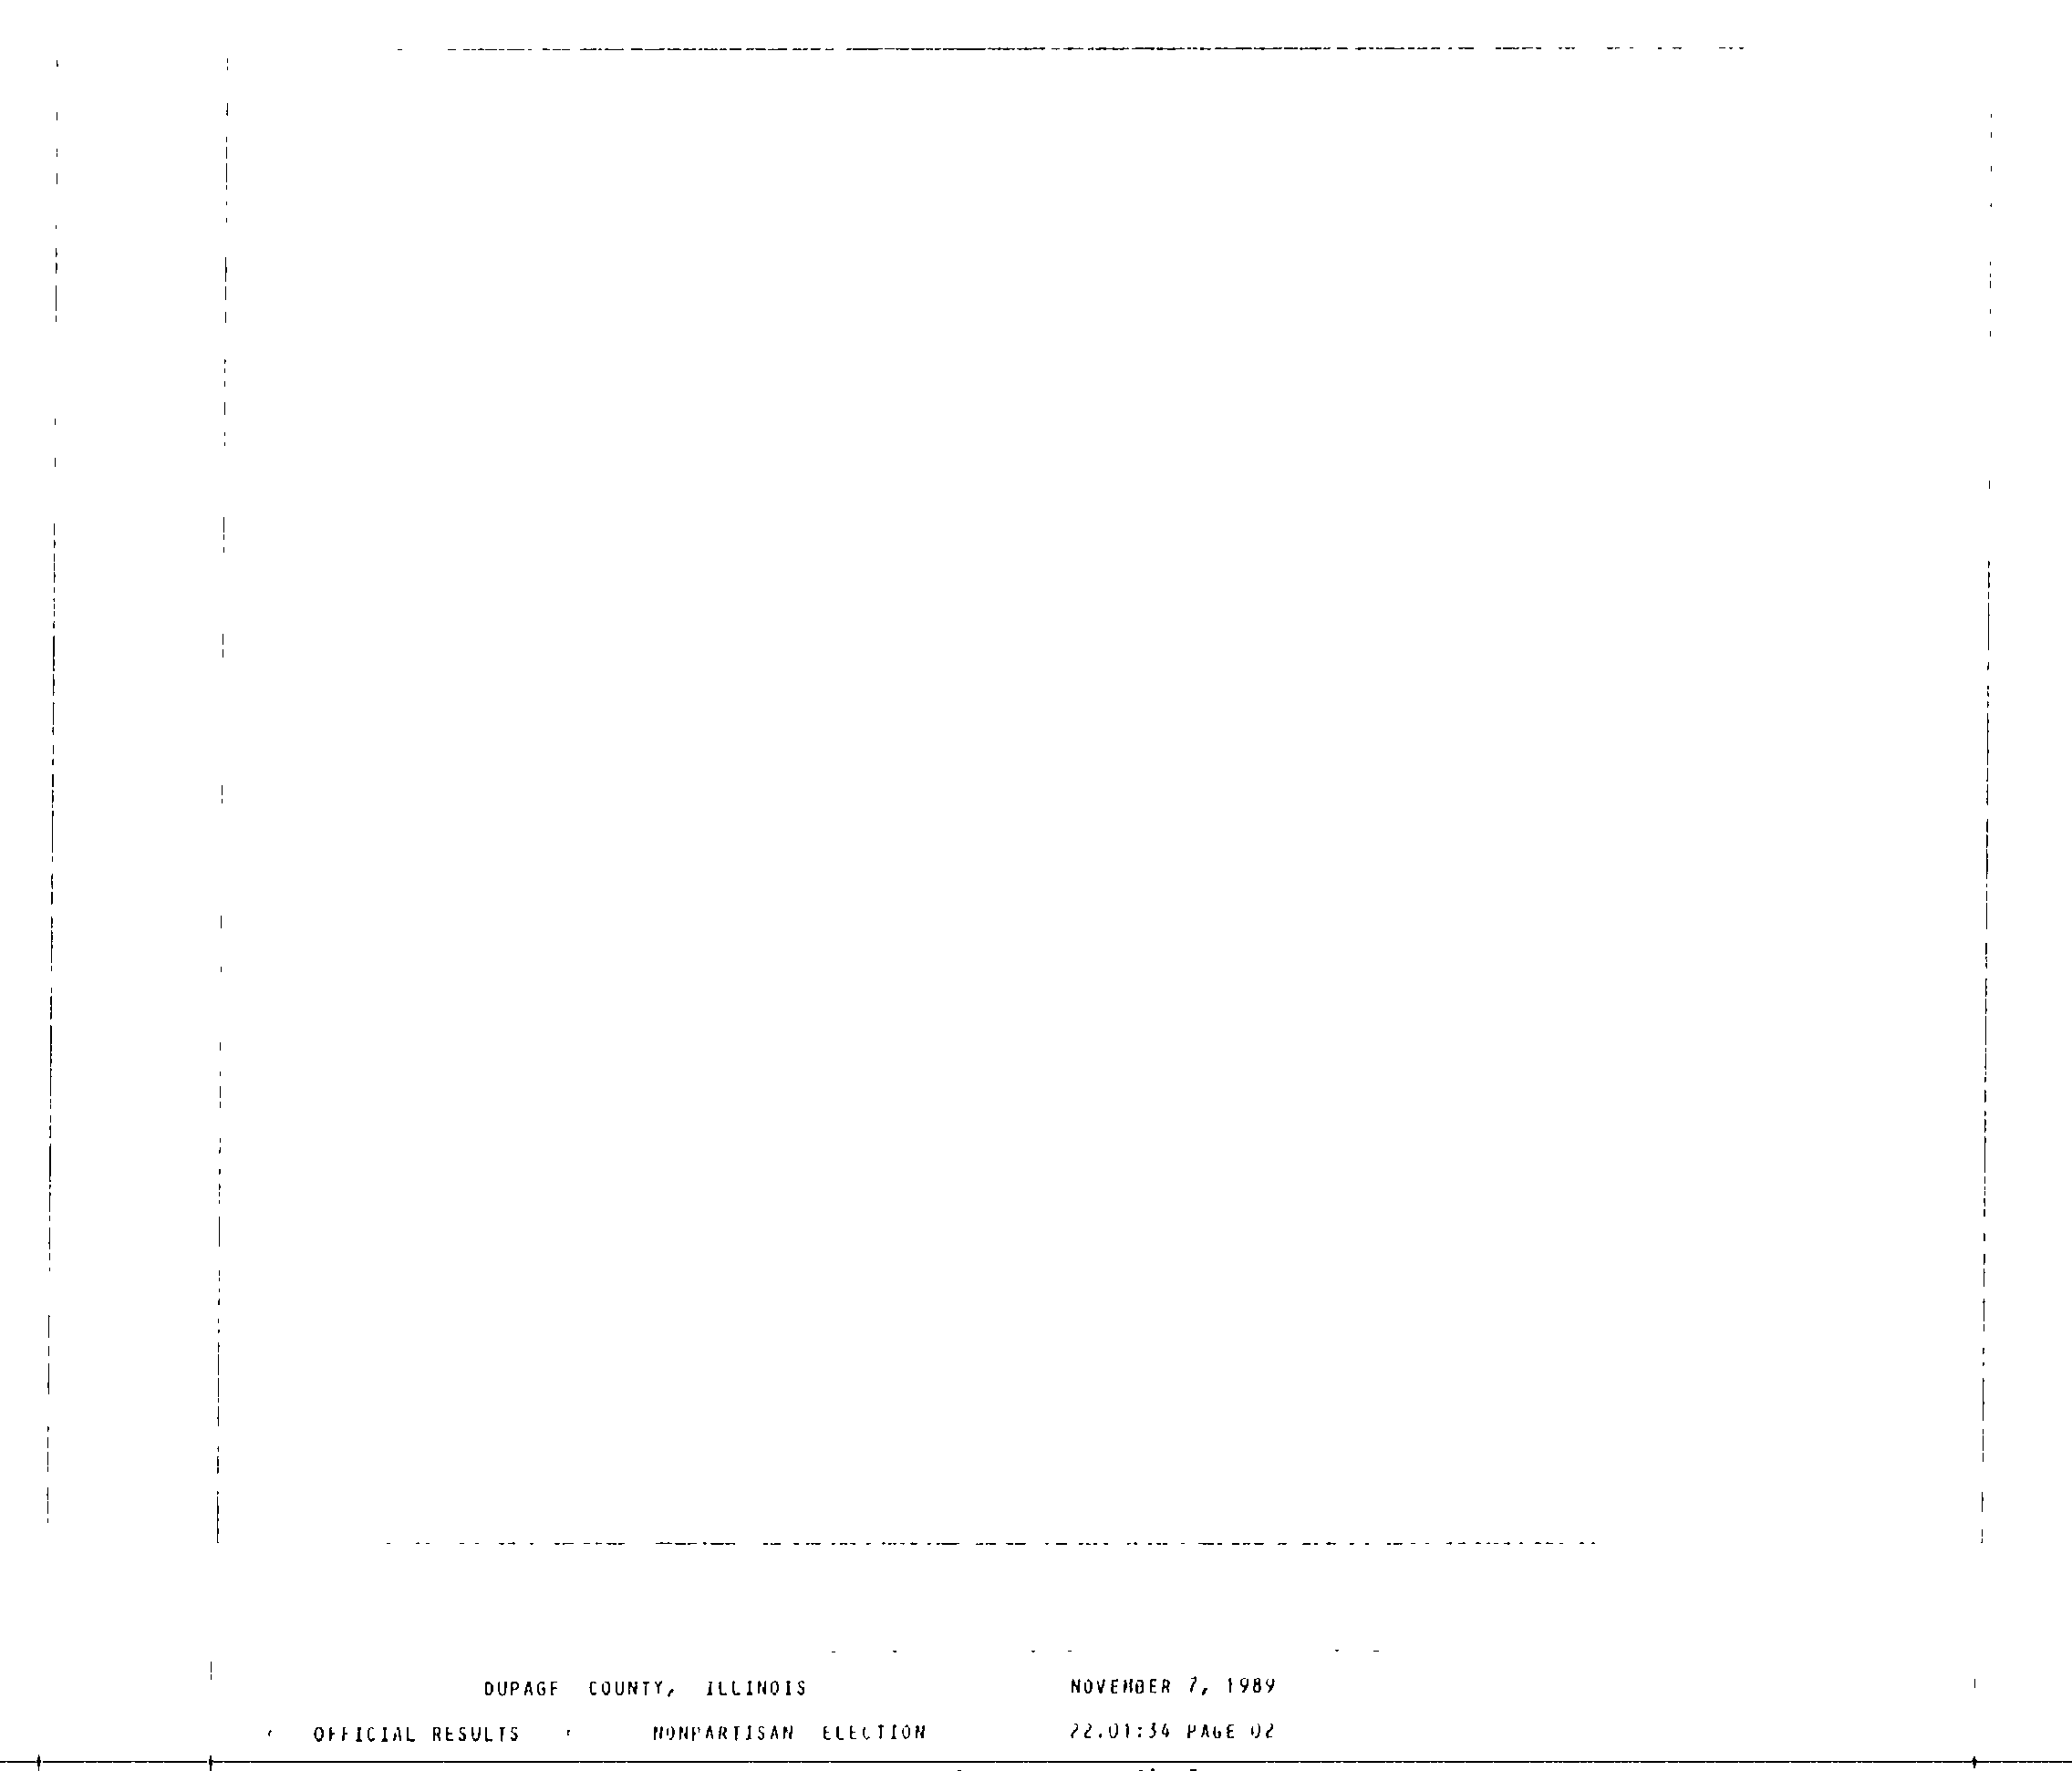 DUPAGE COUNTY, ILLINOIS NOVEMBER 7, 1989
OFFICIAL RESULTS NONPARTISAN ELECTION 22.01:34 PAGE 02